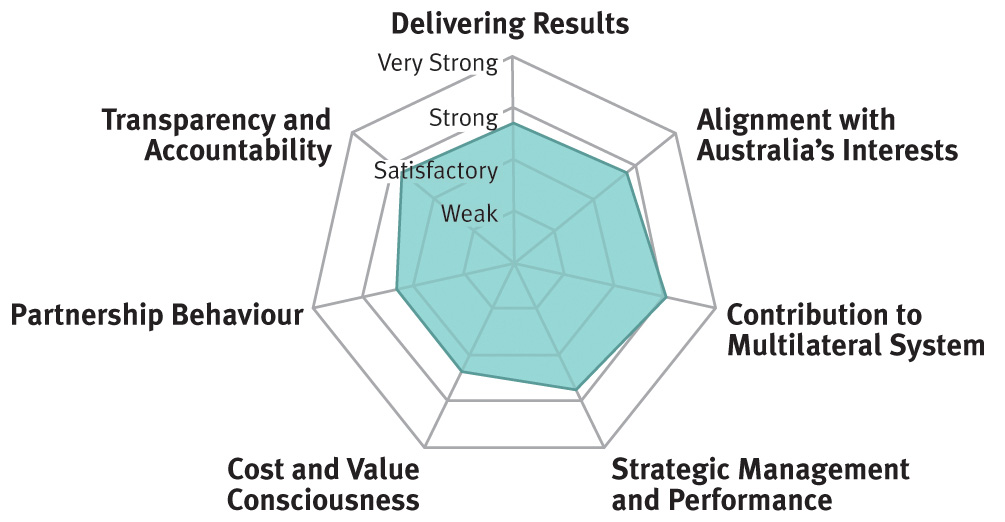 Delivering Results
Very Strong
Strong
Satisfactory
Weak
Alignment with
Australia’s Interests
Contribution to
Multilateral System
Strategic Management
and Performance
Cost and Value
Consciousness
Partnership Behaviour
Transparency and
Accountability